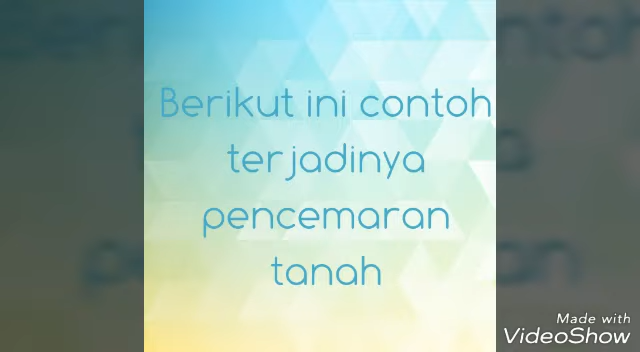 Berikut ini contoh
terjadinya
pencemaran
tanah
Made with
VideoShow